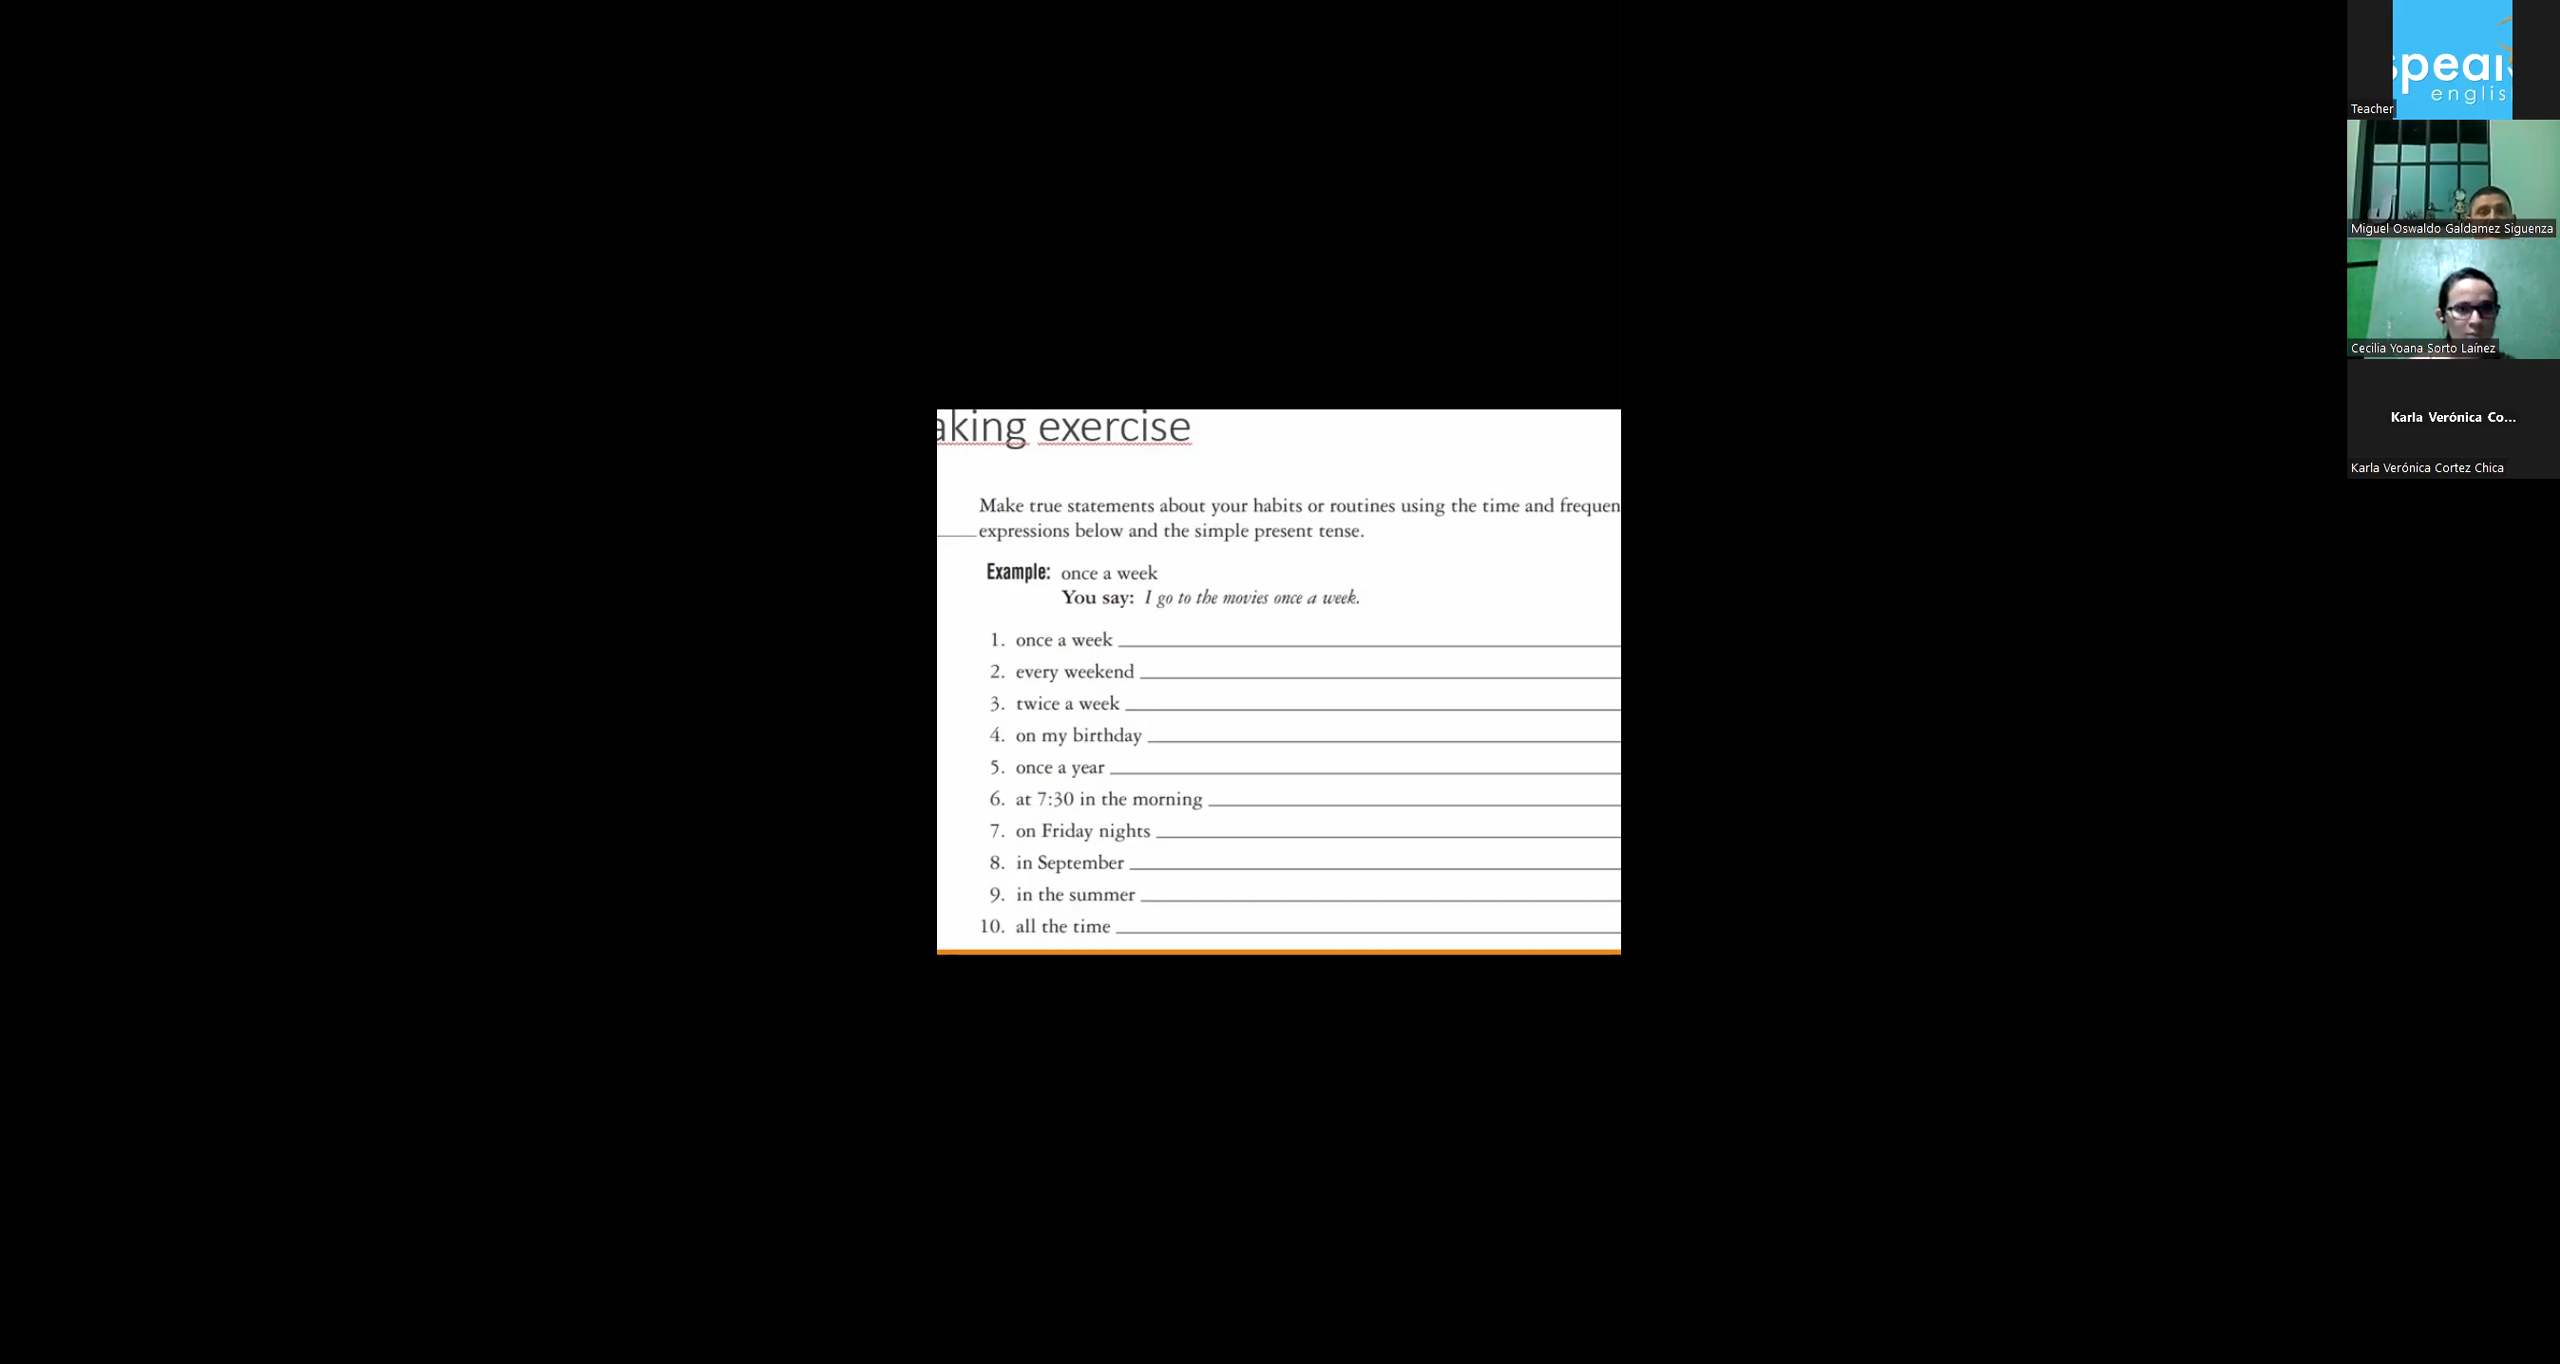 aking exercise
Make true statements about your habits or routines using the time and frequen
expressions below and the simple present tense.
Example: once a week
You say: I go to the movies once a week.
1. once a week
2. every weekend
3. twice a week
4. on my birthday
5. once a year
6. at 7:30 in the morning
7. on Friday nights
8. in September
9. in the summer
10. all the time
speak
englis
Teacher
Miguel Oswaldo Galdamez Siguenza
Cecilia Yoana Sorto Laínez
Karla Verónica Co...
Karla Verónica Cortez Chica